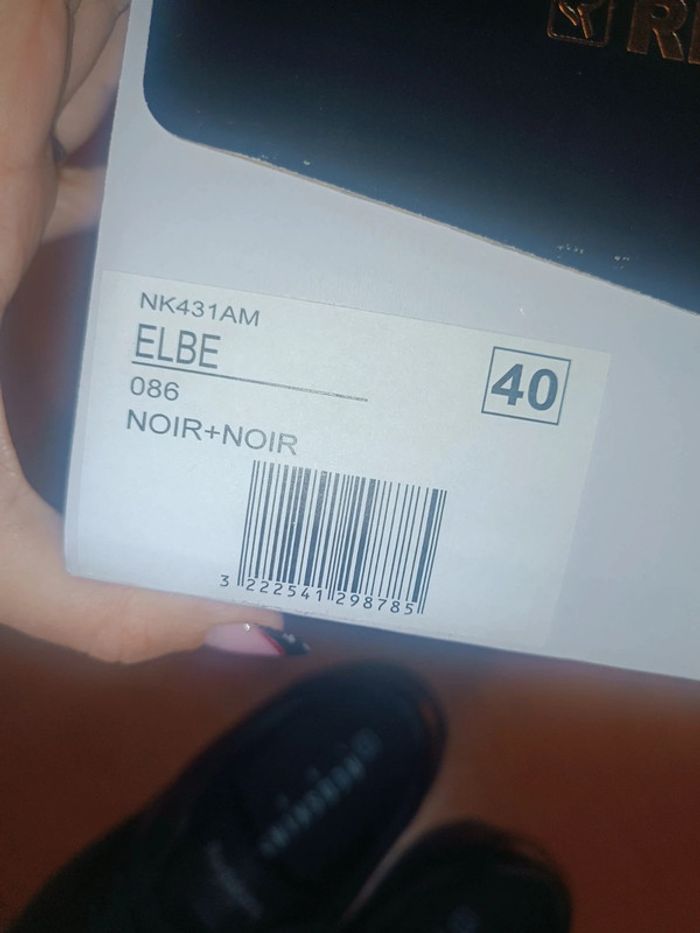 NK431AM
ELBE
40
086
NOIR+NOIR
3 222541 298785